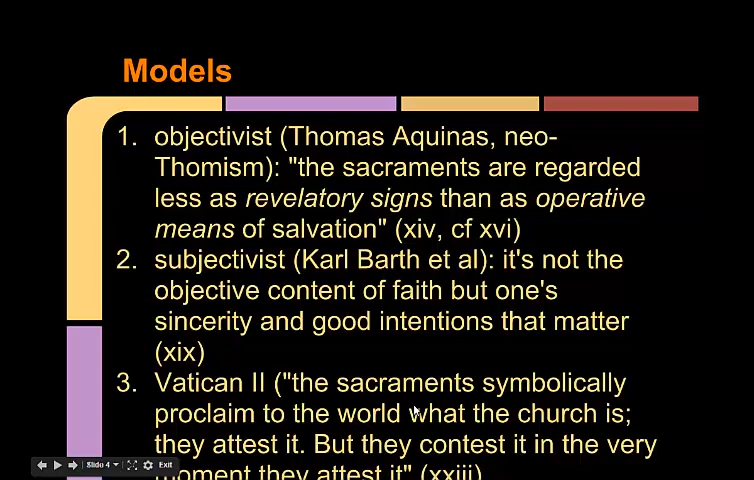 Models
1. objectivist (Thomas Aquinas, neo-
Thomism): "the sacraments are regarded
less as revelatory signs than as operative
means of salvation" (xiv, cf xvi)
2. subjectivist (Karl Barth et al): it's not the
objective content of faith but one's
sincerity and good intentions that matter
(xix)
3. Vatican II ("the sacraments symbolically
proclaim to the world what the church is;
they attest it. But they contest it in the very
moment they attest it" (xxiii)
Slide 4 Exit